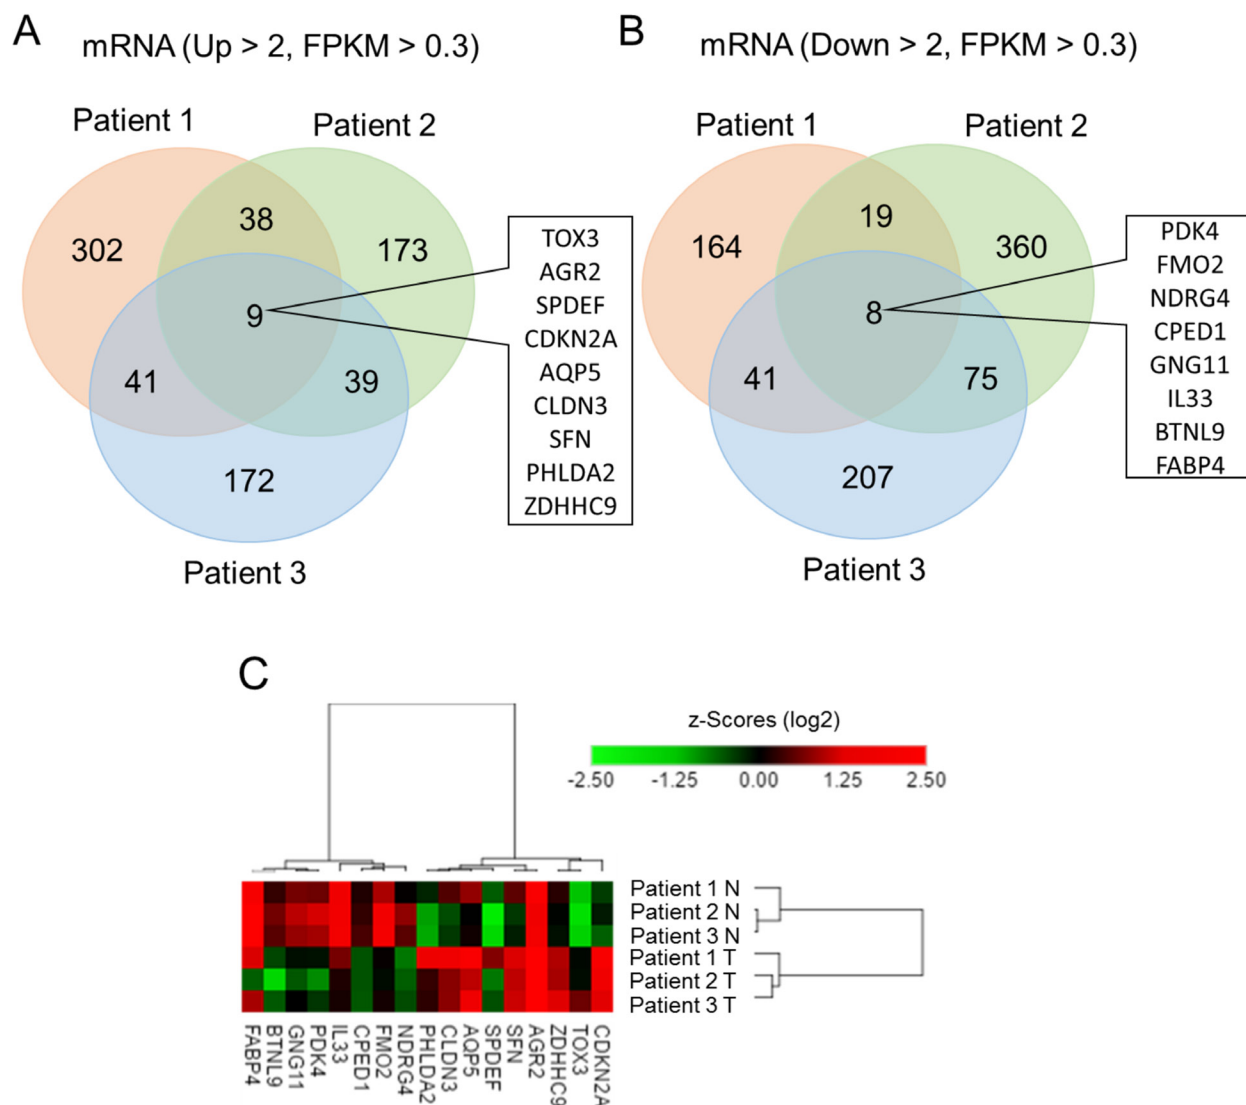 A
mRNA (Up > 2, FPKM > 0.3)
Patient 1
Patient 2
38
302
173
9
41
39
172
Patient 3
TOX3
AGR2
SPDEF
CDKN2A
AQP5
CLDN3
SFN
PHLDA2
ZDHHC9
B
mRNA (Down > 2, FPKM > 0.3)
Patient 1
Patient 2
19
164
360
8
41
75
207
Patient 3
PDK4
FMO2
NDRG4
CPED1
GNG11
IL33
BTNL9
FABP4
C
z-Scores (log2)
-2.50 -1.25 0.00 1.25 2.50
Patient 1 N
Patient 2 N
Patient 3 N
Patient 1 T
Patient 2 T
Patient 3 T
FABP4
BTNL9
GNG11
PDK4
IL33
CPED1
FMO2
NDRG4
PHLDA2
CLDN3
AQP5
SPDEF
SFN
AGR2
ZDHHC9
TOX3
CDKN2A